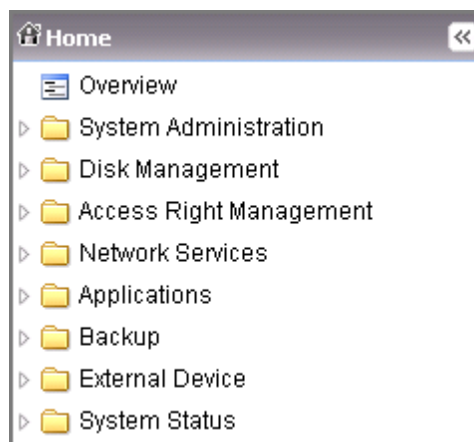 Home
Overview
System Administration
Disk Management
Access Right Management
Network Services
Applications
Backup
External Device
System Status